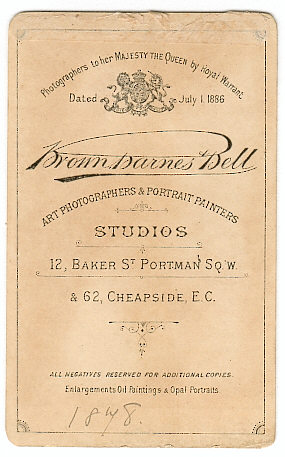 Photographers to her MAJESTY THE QUEEN by Royal Warrant
Dated July 1. 1886
Brown, Barnes & Bell
ART PHOTOGRAPHERS & PORTRAIT PAINTERS
STUDIOS
12, BAKER ST PORTMAN SQ. W.
& 62, CHEAPSIDE, E.C.
ALL NEGATIVES RESERVED FOR ADDITIONAL COPIES.
Enlargements Oil Paintings & Opal Portraits.
1898.